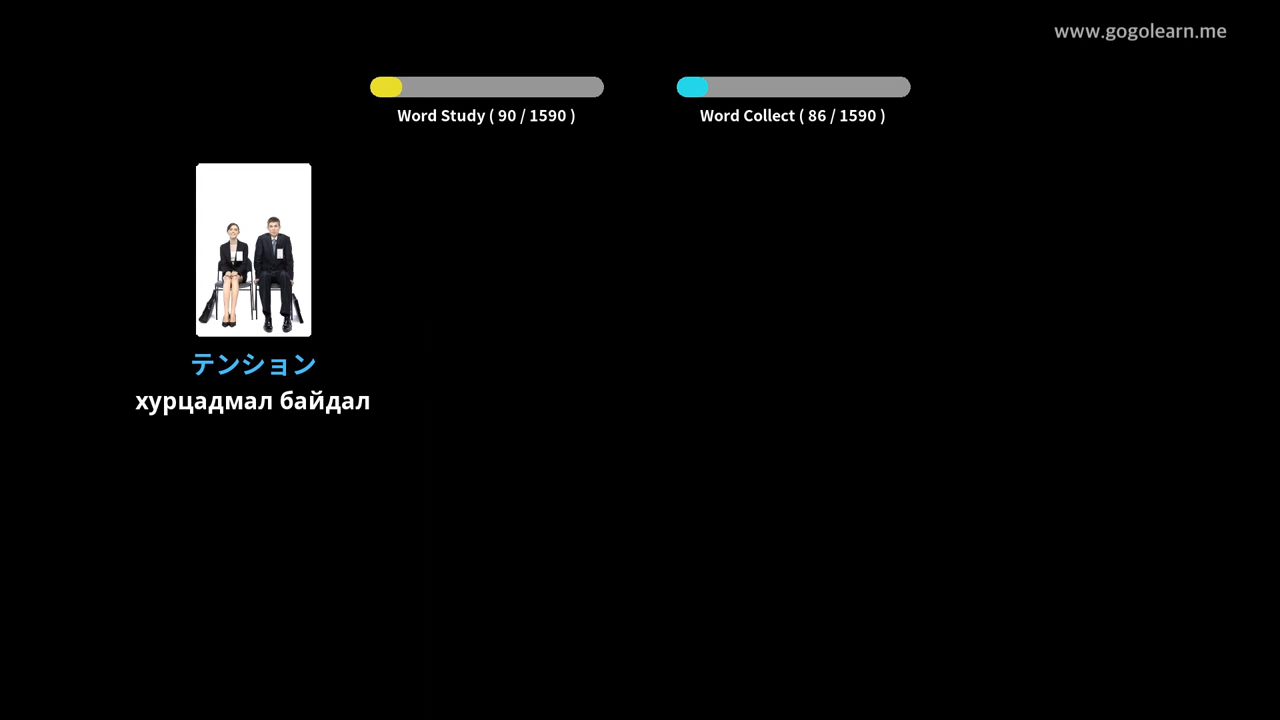 www.gogolearn.me
Word Study ( 90 / 1590 )
Word Collect ( 86 / 1590 )
テンション
хурцадмал байдал